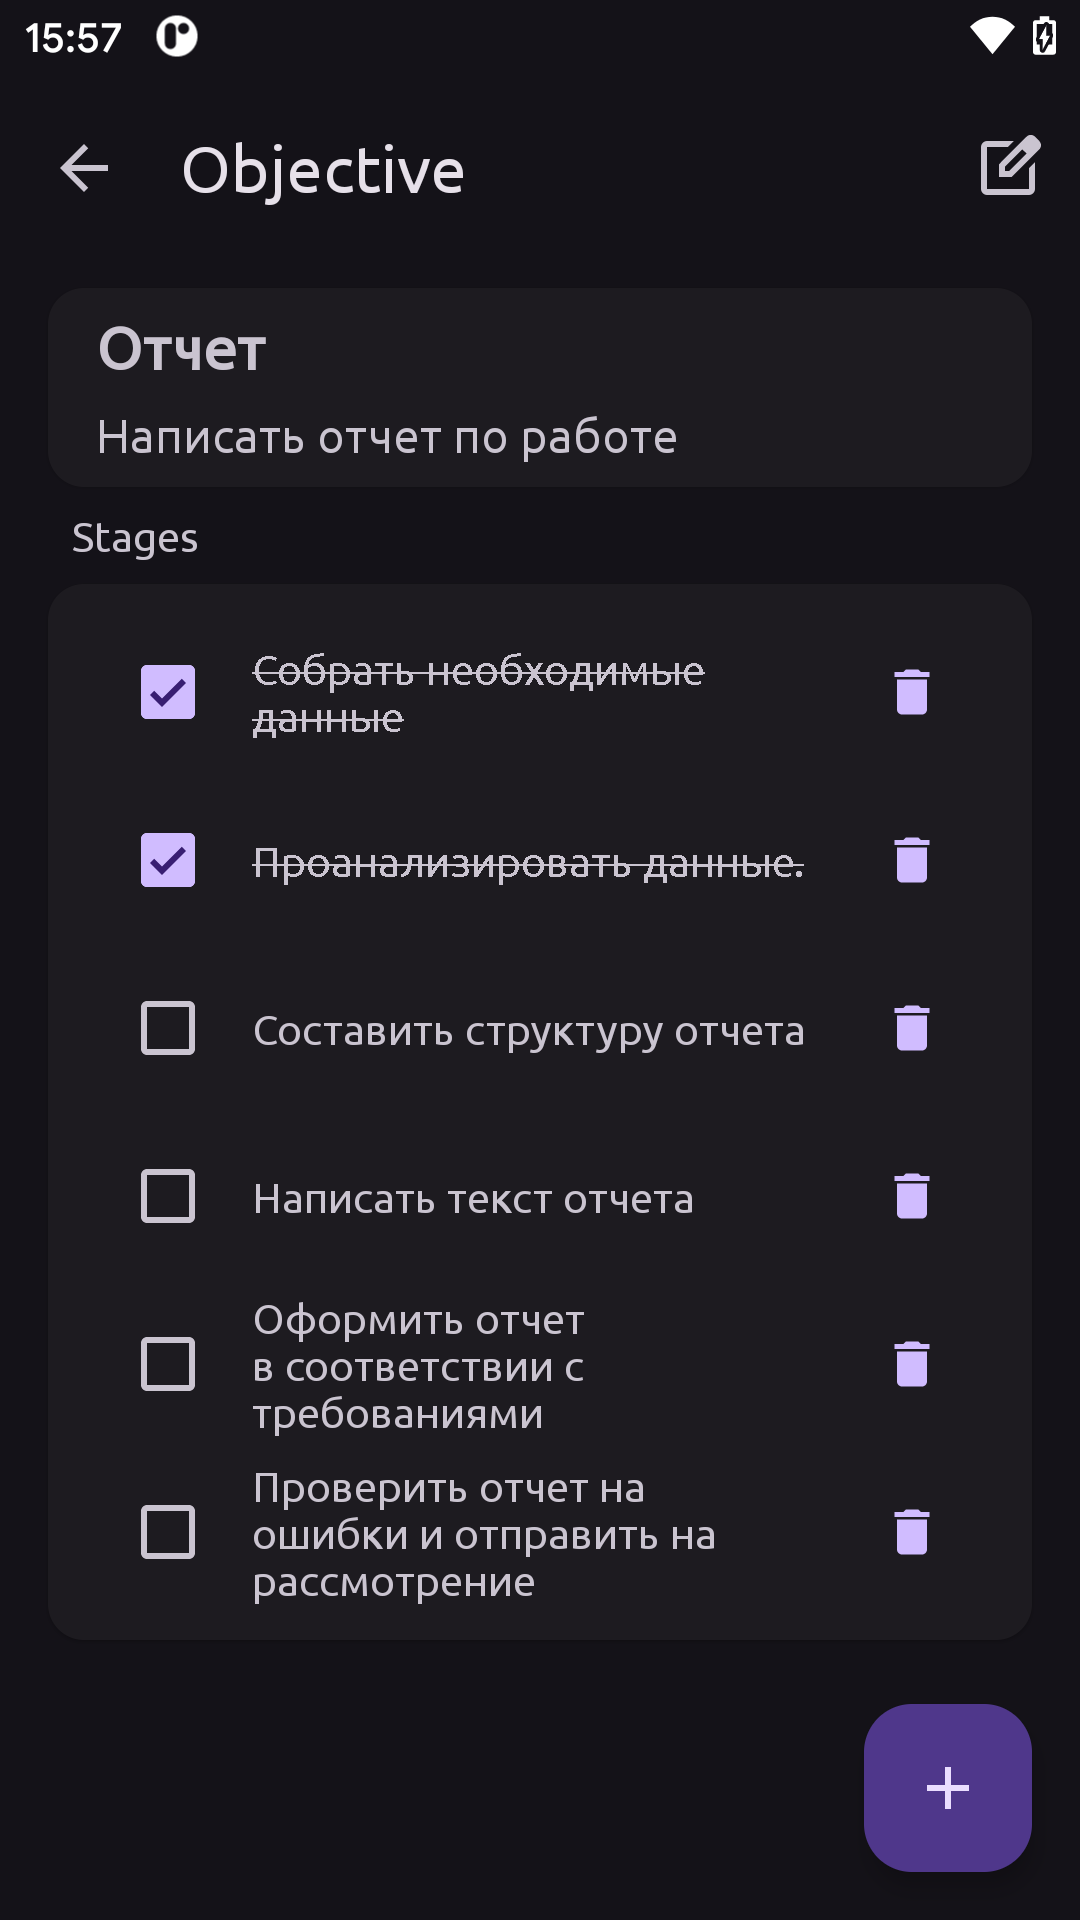 15:57
Objective
Отчет
Написать отчет по работе
Stages
Собрать необходимые
данные
Проанализировать данные.
Составить структуру отчета
Написать текст отчета
Оформить отчет
в соответствии с
требованиями
Проверить отчет на
ошибки и отправить на
рассмотрение